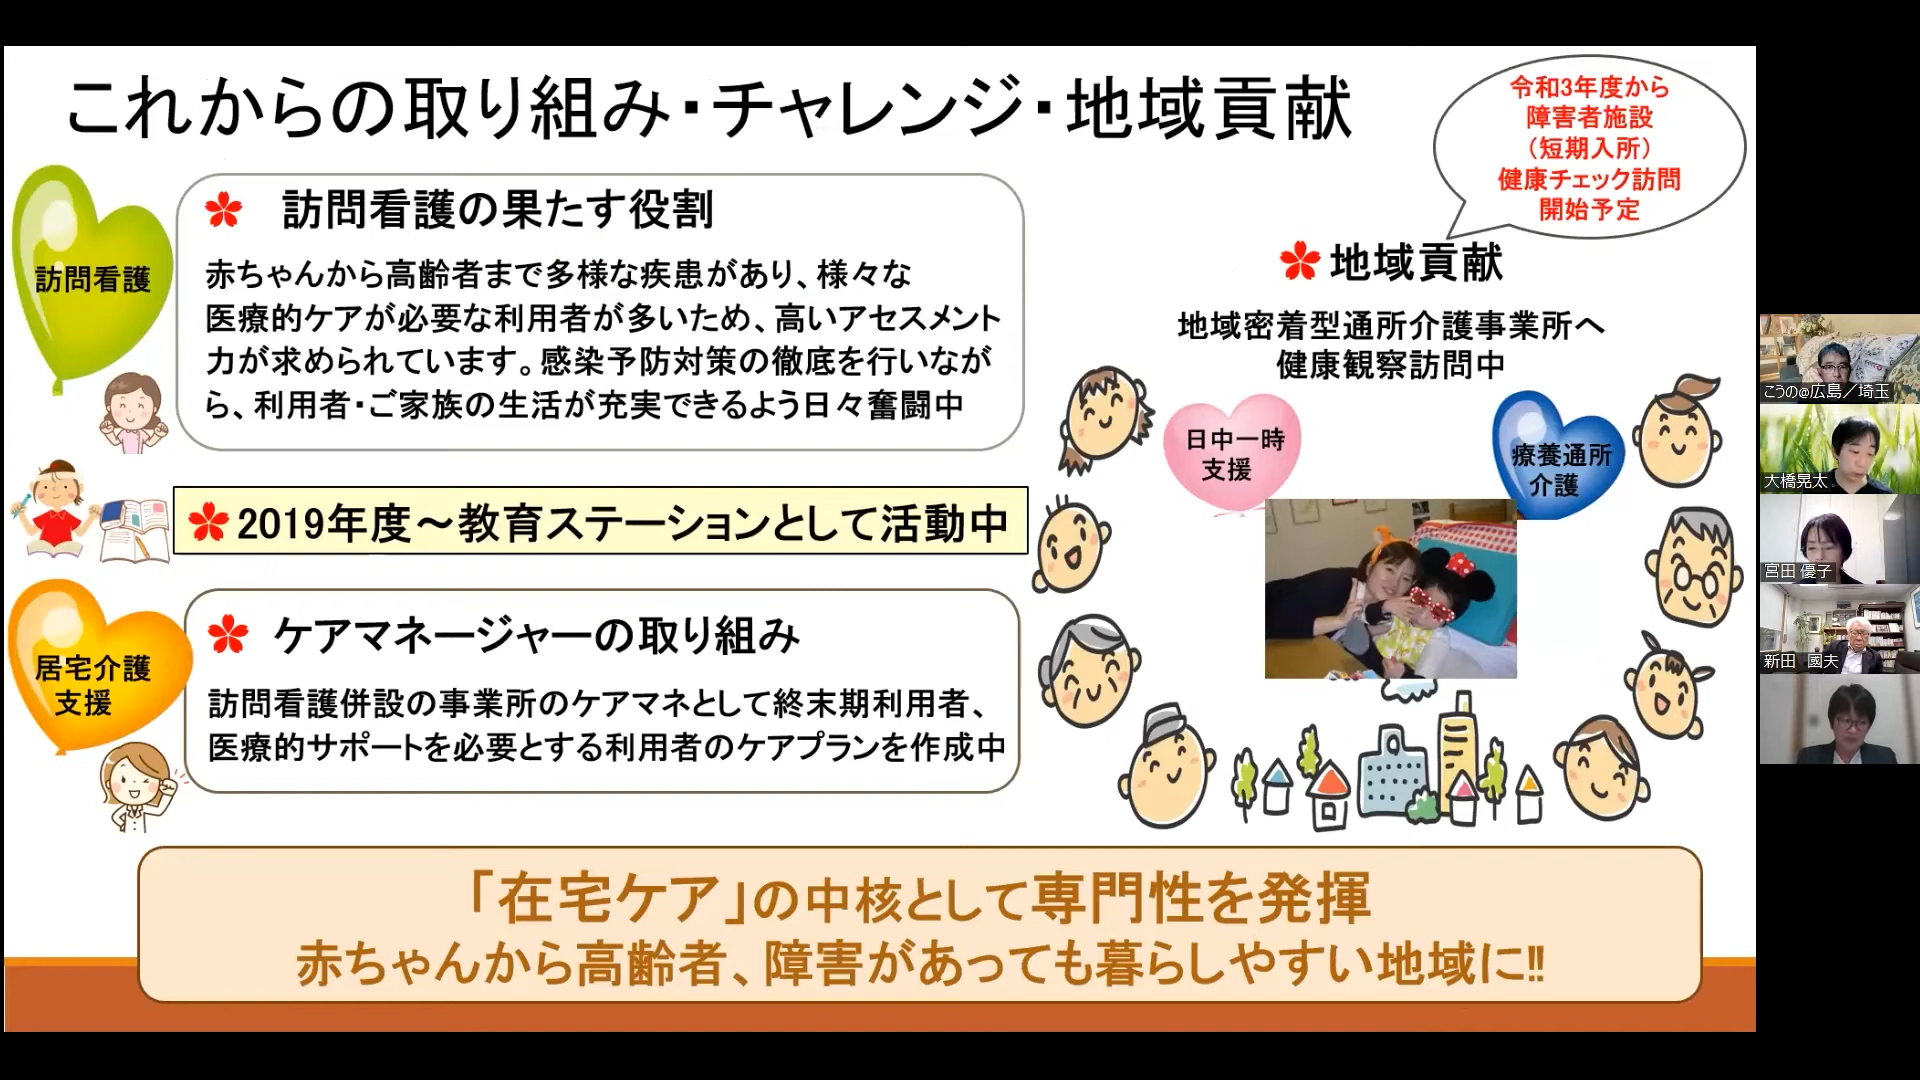 これからの取り組み・チャレンジ・地域貢献
令和3年度から
障害者施設
（短期入所）
健康チェック訪問
開始予定
訪問看護
訪問看護の果たす役割
赤ちゃんから高齢者まで多様な疾患があり、様々な
医療的ケアが必要な利用者が多いため、高いアセスメント
力が求められています。感染予防対策の徹底を行いなが
ら、利用者・ご家族の生活が充実できるよう日々奮闘中
2019年度～教育ステーションとして活動中
居宅介護
支援
ケアマネージャーの取り組み
訪問看護併設の事業所のケアマネとして終末期利用者、
医療的サポートを必要とする利用者のケアプランを作成中
地域貢献
地域密着型通所介護事業所へ
健康観察訪問中
日中一時
支援
療養通所
介護
「在宅ケア」の中核として専門性を発揮
赤ちゃんから高齢者、障害があっても暮らしやすい地域に!!
こうの@広島／埼玉
大橋晃太
宮田 優子
新田 國夫